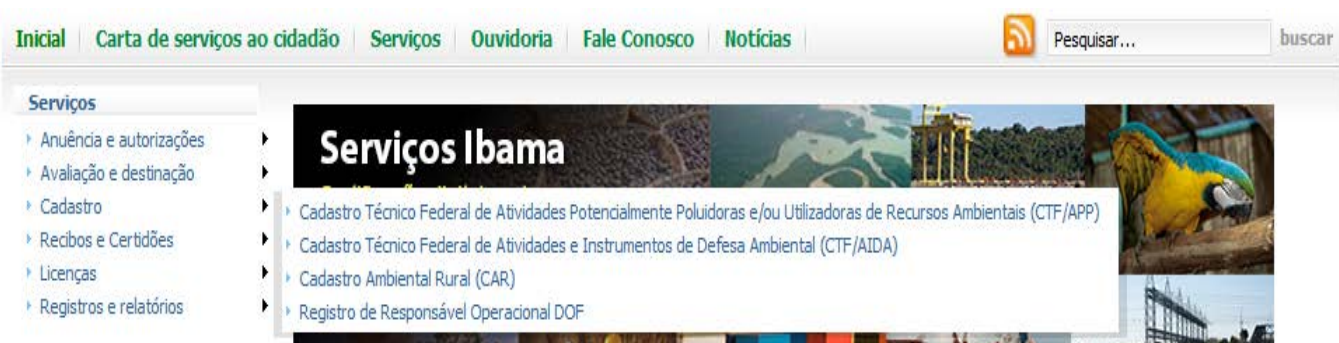 Inicial Carta de serviços ao cidadão Serviços Ouvidoria Fale Conosco Notícias Pesquisar... buscar
Serviços
Anuência e autorizações
Avaliação e destinação
Cadastro
Recibos e Certidões
Licenças
Registros e relatórios
Serviços Ibama
Cadastro Técnico Federal de Atividades Potencialmente Poluidoras e/ou Utilizadoras de Recursos Ambientais (CTF/APP)
Cadastro Técnico Federal de Atividades e Instrumentos de Defesa Ambiental (CTF/AIDA)
Cadastro Ambiental Rural (CAR)
Registro de Responsável Operacional DOF